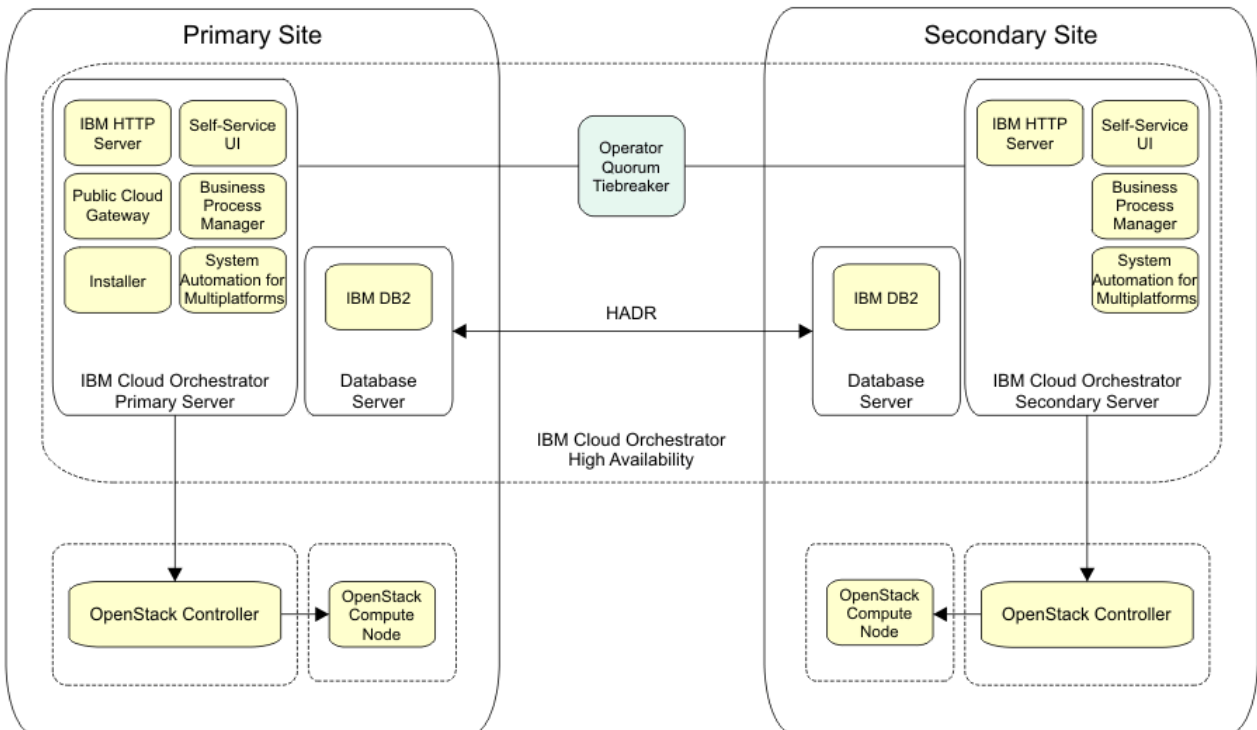 Primary Site
Secondary Site
IBM HTTP
Server
Self-Service
UI
Public Cloud
Gateway
Business
Process
Manager
Installer
System
Automation for
Multiplatforms
IBM Cloud Orchestrator
Primary Server
IBM DB2
Database
Server
Operator
Quorum
Tiebreaker
HADR
IBM Cloud Orchestrator
High Availability
IBM DB2
Database
Server
IBM HTTP
Server
Self-Service
UI
Business
Process
Manager
System
Automation for
Multiplatforms
IBM Cloud Orchestrator
Secondary Server
OpenStack Controller
OpenStack
Compute
Node
OpenStack
Compute
Node
OpenStack Controller